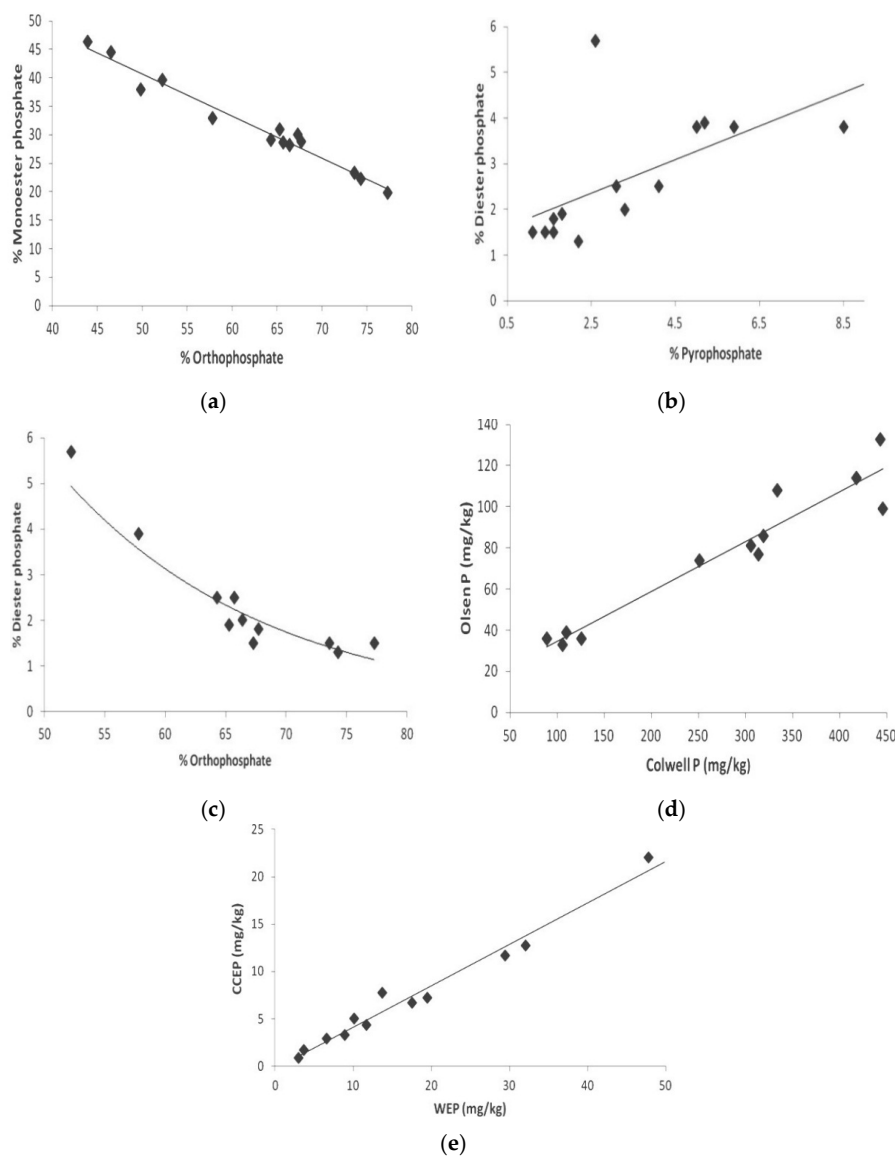 50
45
40
35
30
25
20
15
10
5
0
% Monoester phosphate
40 45 50 55 60 65 70 75 80
% Orthophosphate
(a)
6
5
4
3
2
1
0
% Diester phosphate
0.5 2.5 4.5 6.5 8.5
% Pyrophosphate
(b)
6
5
4
3
2
1
0
% Diester phosphate
50 55 60 65 70 75 80
% Orthophosphate
(c)
140
120
100
80
60
40
20
0
Olsen P (mg/kg)
50 100 150 200 250 300 350 400 450
Colwell P (mg/kg)
(d)
25
20
15
10
5
0
CCEP (mg/kg)
0 10 20 30 40 50
WEP (mg/kg)
(e)